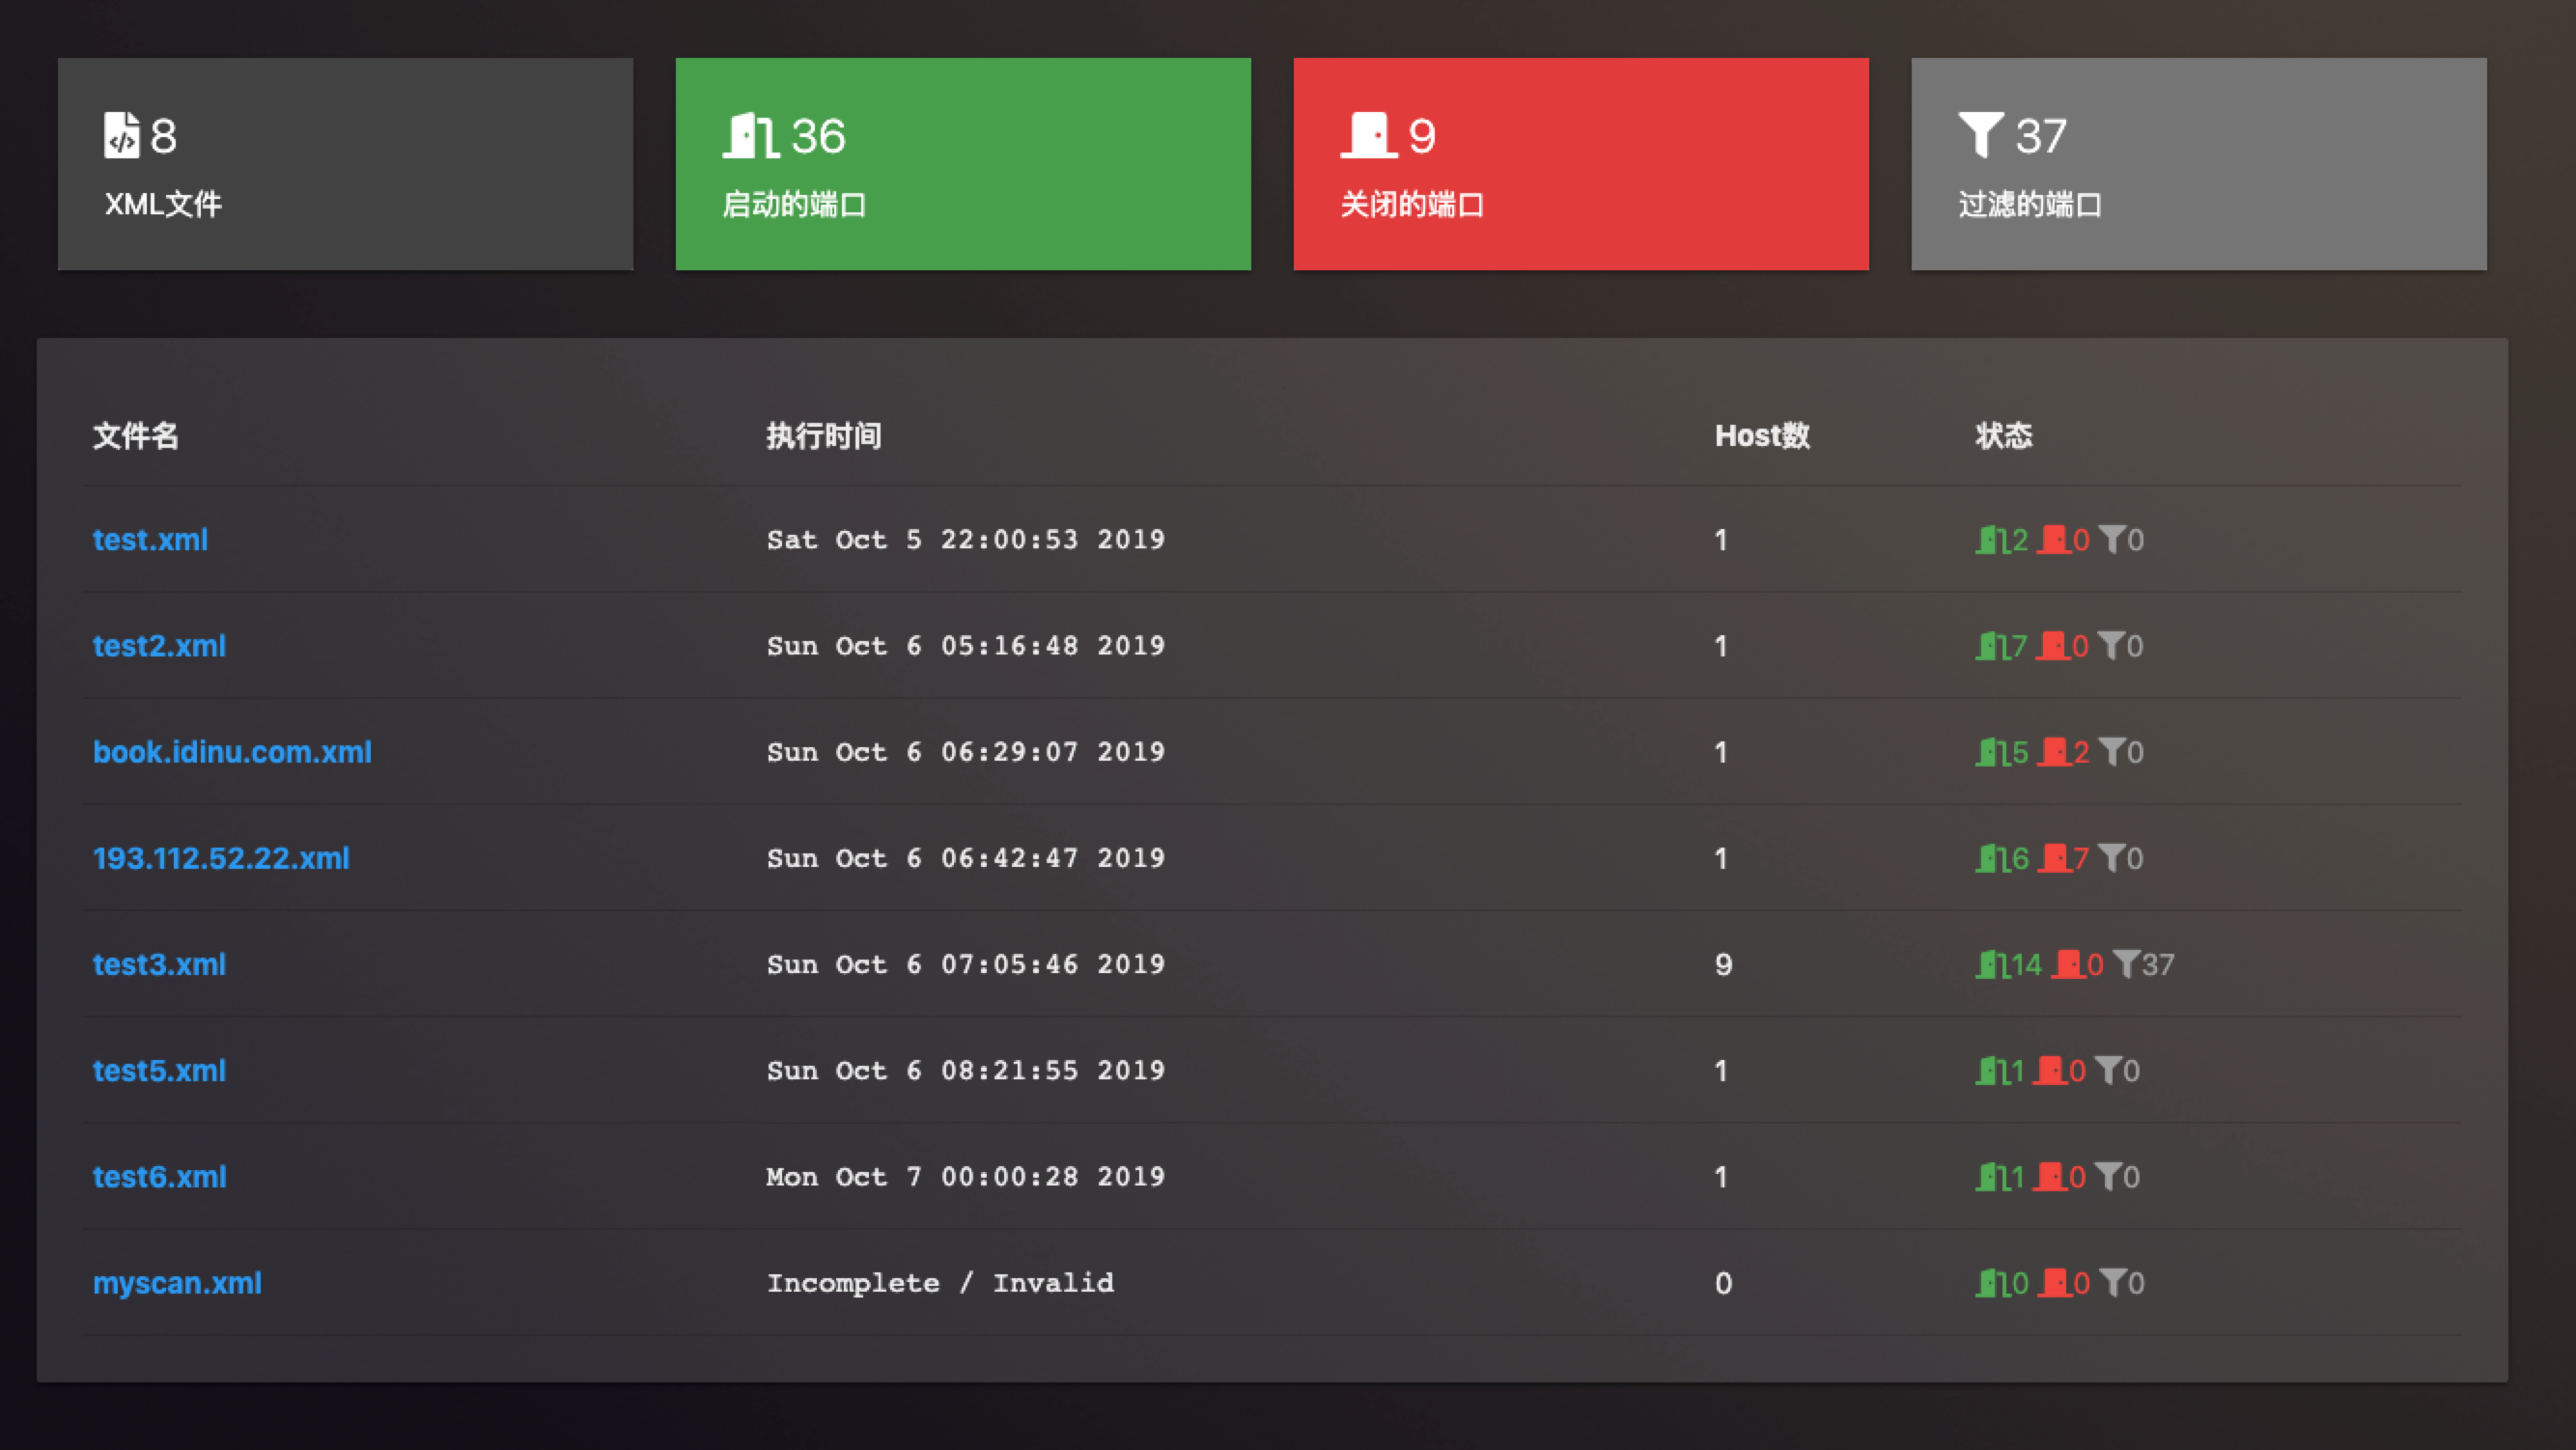 8
XML文件
36
启动的端口
9
关闭的端口
37
过滤的端口
文件名 执行时间 Host数 状态
test.xml Sat Oct 5 22:00:53 2019 1 2 0 0
test2.xml Sun Oct 6 05:16:48 2019 1 7 0 0
book.idinu.com.xml Sun Oct 6 06:29:07 2019 1 5 2 0
193.112.52.22.xml Sun Oct 6 06:42:47 2019 1 6 7 0
test3.xml Sun Oct 6 07:05:46 2019 9 14 0 37
test5.xml Sun Oct 6 08:21:55 2019 1 1 0 0
test6.xml Mon Oct 7 00:00:28 2019 1 1 0 0
myscan.xml Incomplete / Invalid 0 0 0 0